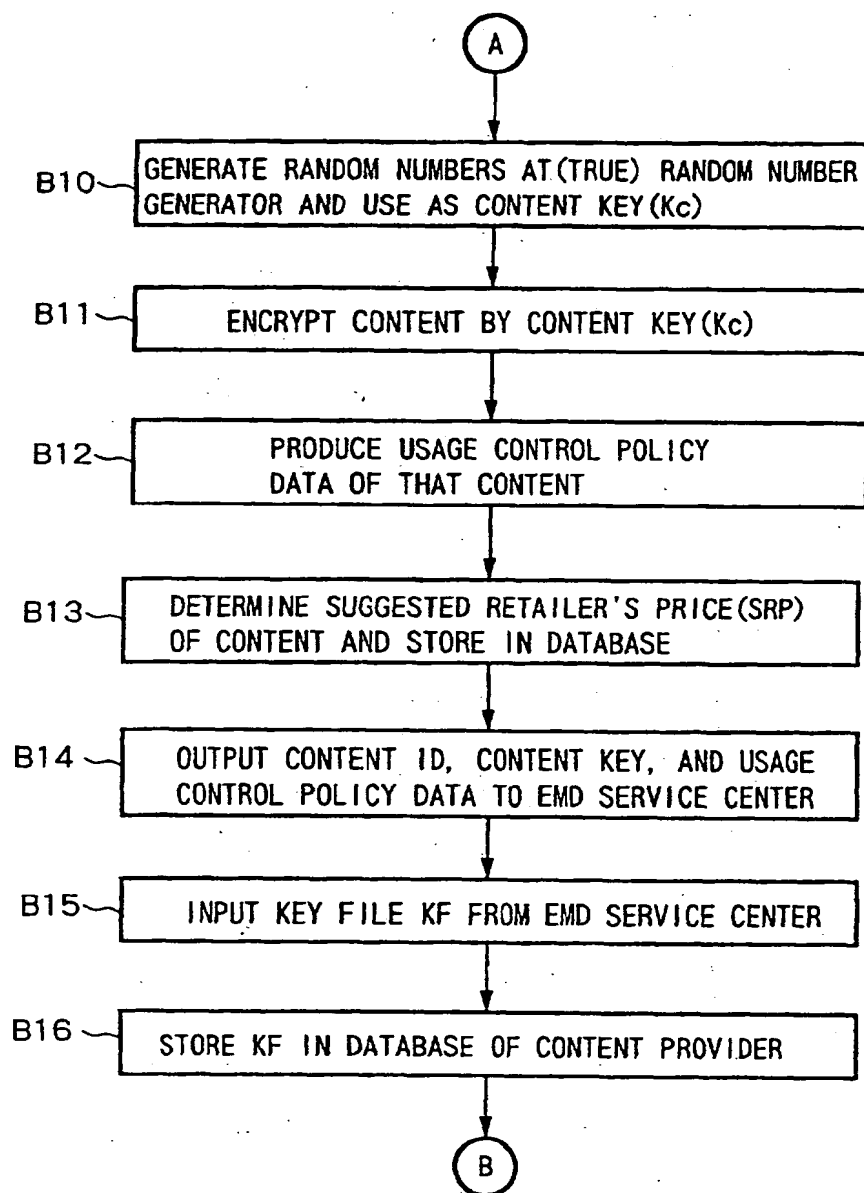 A
B10
GENERATE RANDOM NUMBERS AT (TRUE) RANDOM NUMBER
GENERATOR AND USE AS CONTENT KEY (Kc)
B11
ENCRYPT CONTENT BY CONTENT KEY (Kc)
B12
PRODUCE USAGE CONTROL POLICY
DATA OF THAT CONTENT
B13
DETERMINE SUGGESTED RETAILER'S PRICE (SRP)
OF CONTENT AND STORE IN DATABASE
B14
OUTPUT CONTENT ID, CONTENT KEY, AND USAGE
CONTROL POLICY DATA TO EMD SERVICE CENTER
B15
INPUT KEY FILE KF FROM EMD SERVICE CENTER
B16
STORE KF IN DATABASE OF CONTENT PROVIDER
B